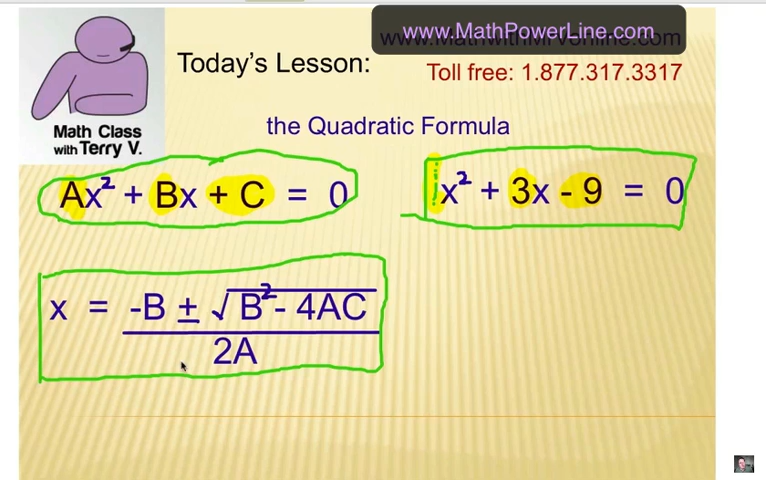 www.MathPowerLine.com
Today's Lesson:
Toll free: 1.877.317.3317
the Quadratic Formula
Math Class
with Terry V.
Ax² + Bx + C = 0
1x² + 3x - 9 = 0
x = -B ± √B² - 4AC
2A